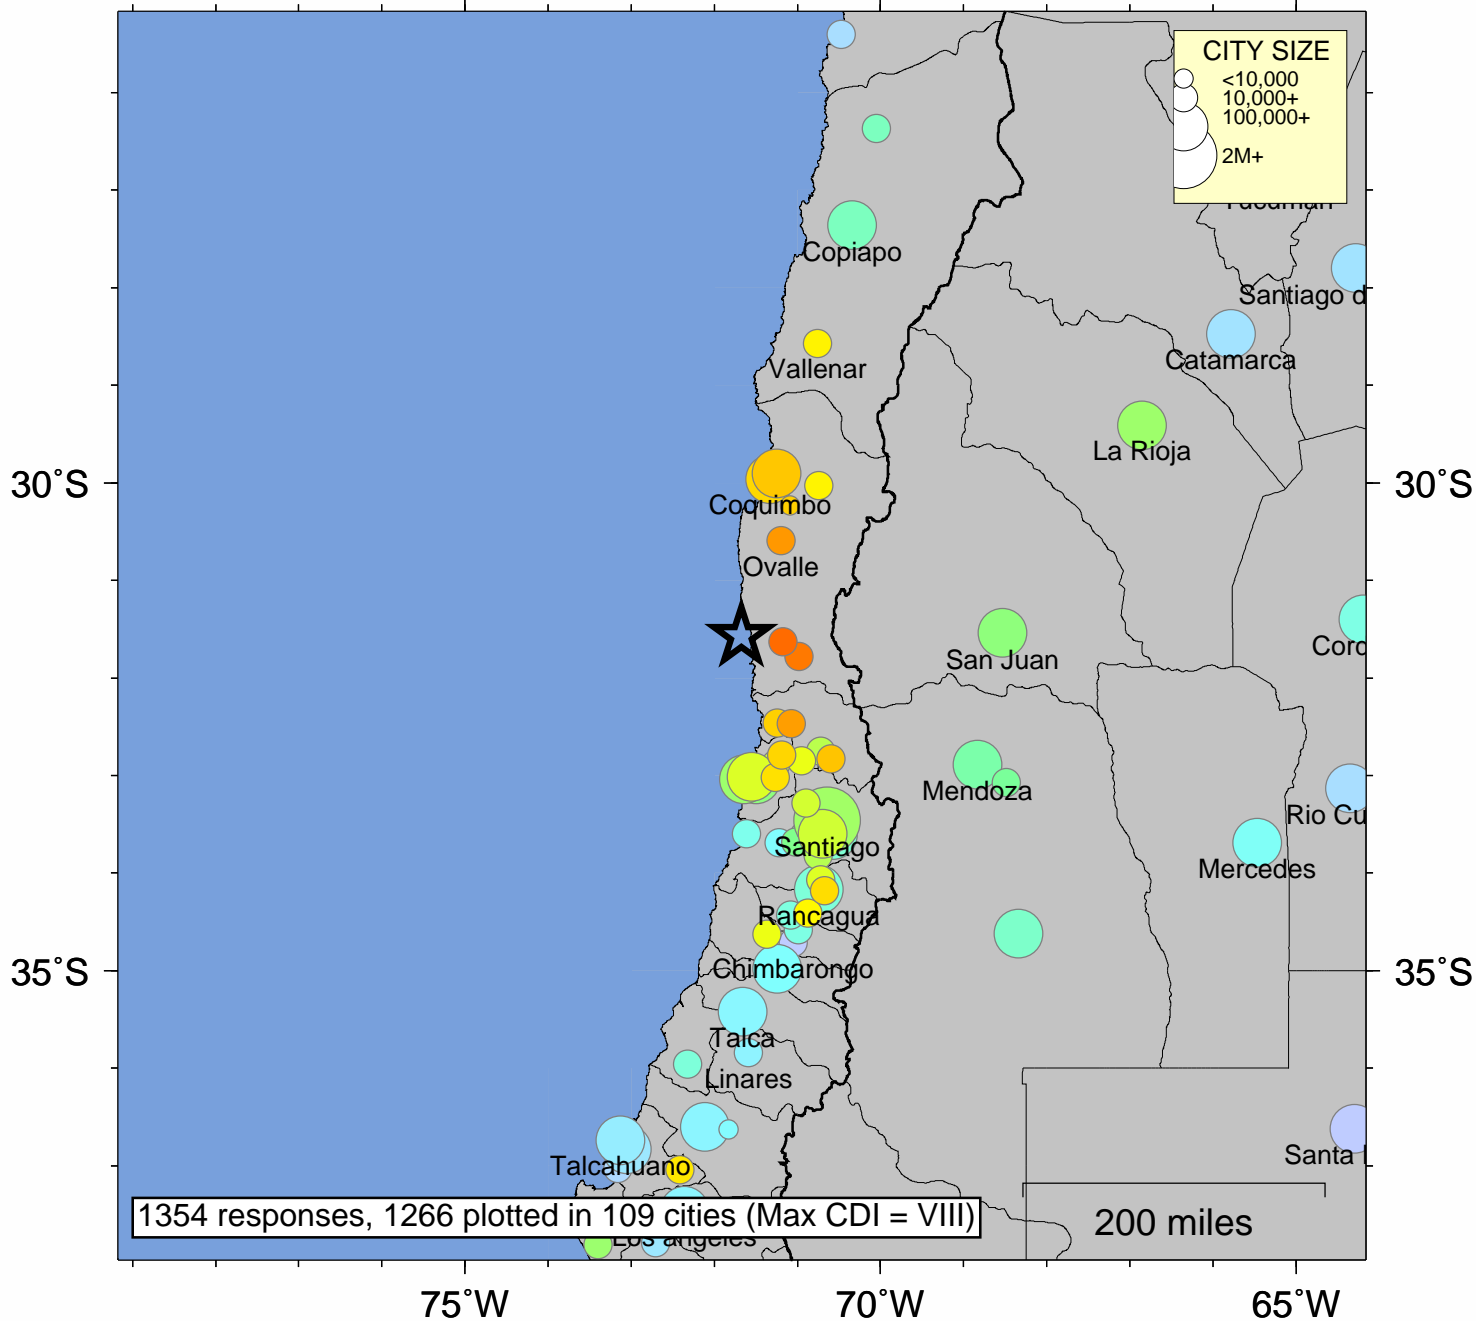 CITY SIZE
<10,000
10,000+
100,000+
2M+
Tucuman
Copiapo
Santiago d
Catamarca
Vallenar
La Rioja
30˚S
30˚S
Coquimbo
Ovalle
San Juan
Mendoza
Rio Cu
Santiago
Mercedes
Rancagua
35˚S
35˚S
Chimbarongo
Talca
Linares
Santa
Talcahuano
1354 responses, 1266 plotted in 109 cities (Max CDI = VIII)
200 miles
Los angeles
75˚W
70˚W
65˚W